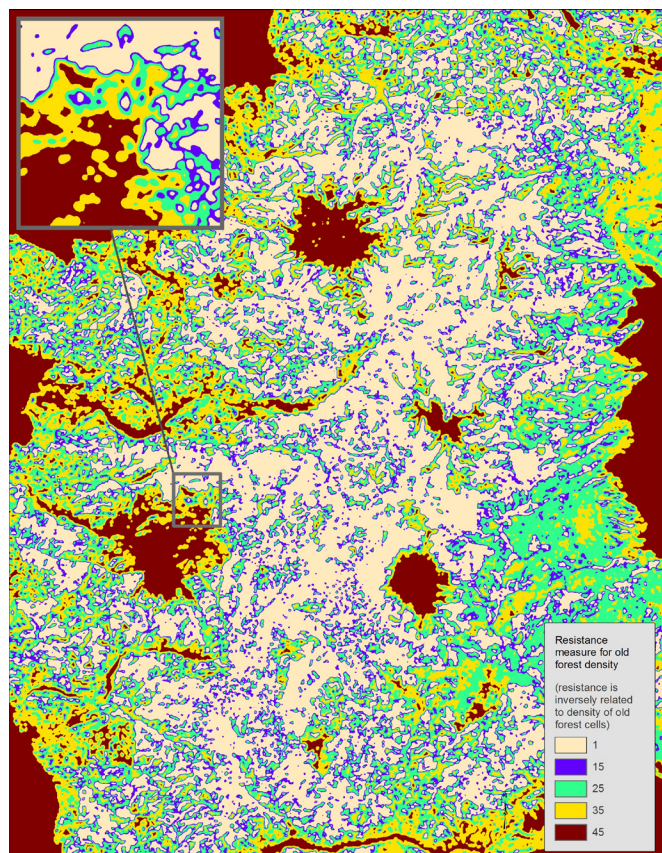 Resistance
measure for old
forest density
(resistance is
inversely related
to density of old
forest cells)
1
15
25
35
45